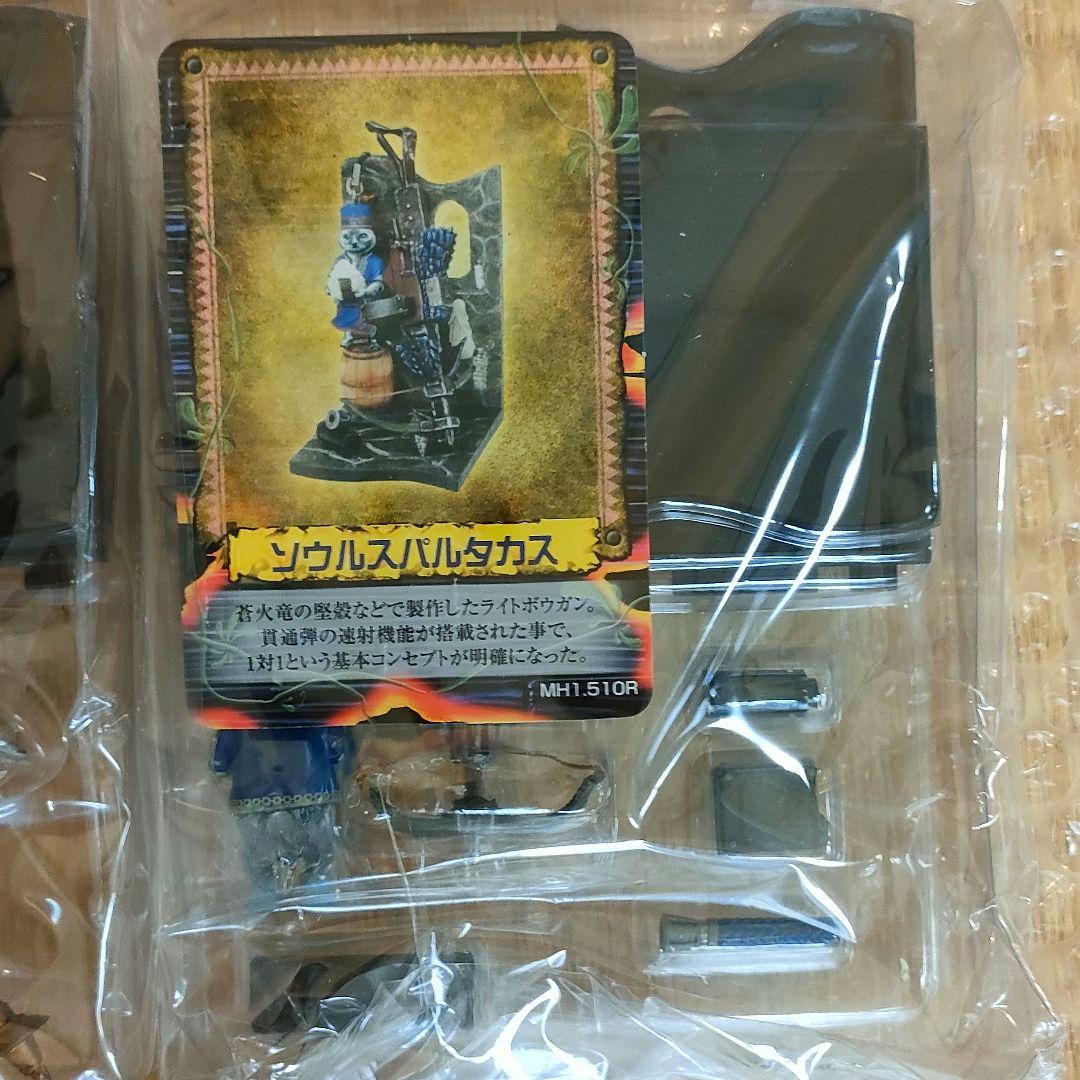 ソウルスパルタカス
蒼火竜の堅殻などで製作したライトボウガン。
貫通弾の速射機能が搭載された事で、
1対1という基本コンセプトが明確になった。
MH1.510R